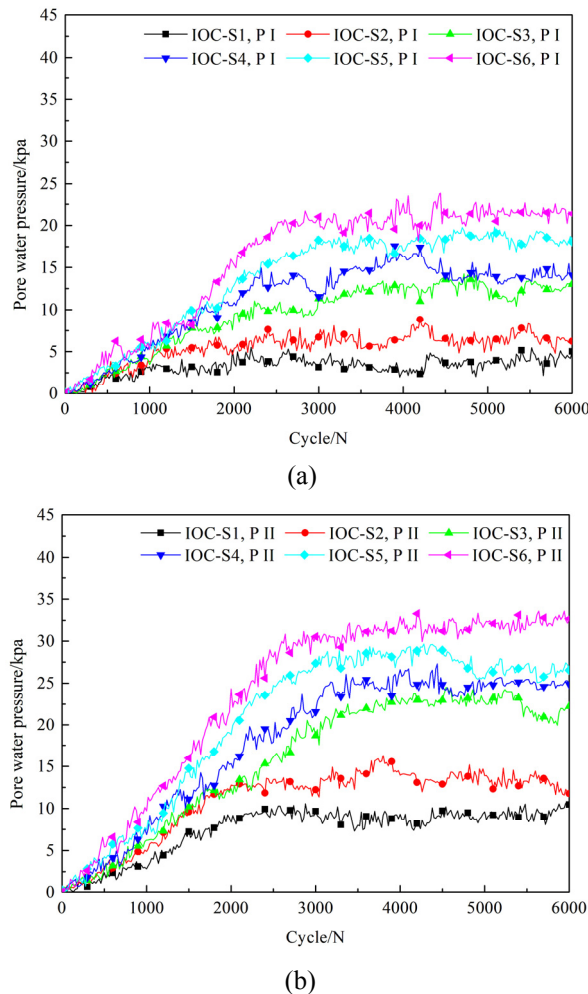 IOC-S1, P I IOC-S2, P I IOC-S3, P I
IOC-S4, P I IOC-S5, P I IOC-S6, P I
45
40
35
30
25
20
15
10
5
0
Pore water pressure/kpa
0 1000 2000 3000 4000 5000 6000
Cycle/N
(a)
IOC-S1, P II IOC-S2, P II IOC-S3, P II
IOC-S4, P II IOC-S5, P II IOC-S6, P II
45
40
35
30
25
20
15
10
5
0
Pore water pressure/kpa
0 1000 2000 3000 4000 5000 6000
Cycle/N
(b)